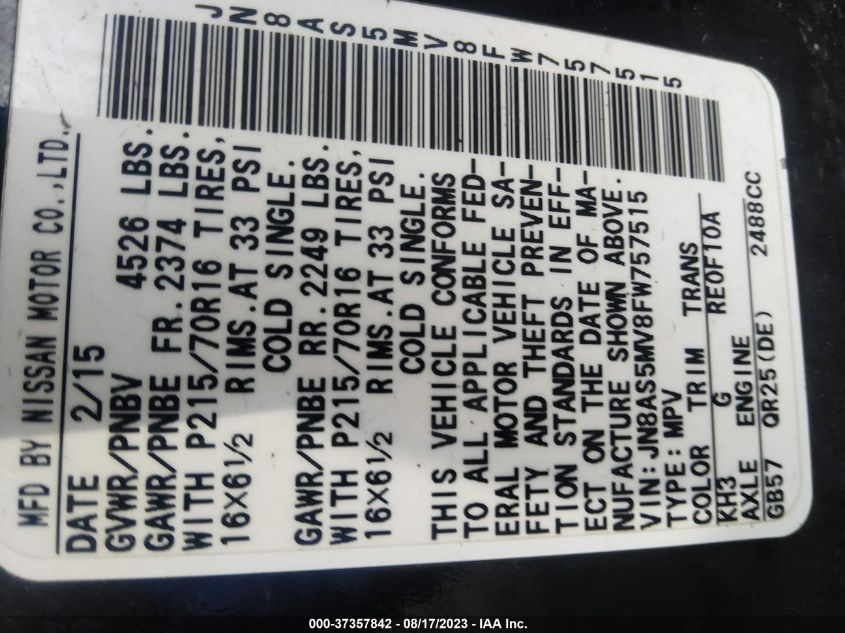 MFD BY NISSAN MOTOR CO.,LTD.
DATE 2/15
GVWR/PNBV 4526 LBS.
GAWR/PNBE FR.2374 LBS.
WITH P215/70R16 TIRES,
16X6½ RIMS.AT 33 PSI
COLD SINGLE.
GAWR/PNBE RR.2249 LBS.
WITH P215/70R16 TIRES,
16X6½ RIMS.AT 33 PSI
COLD SINGLE.
THIS VEHICLE CONFORMS
TO ALL APPLICABLE FED-
ERAL MOTOR VEHICLE SA-
FETY AND THEFT PREVEN-
TION STANDARDS IN EFF-
ECT ON THE DATE OF MA-
NUFACTURE SHOWN ABOVE.
VIN:JN8AS5MV8FW757515
TYPE:MPV
COLOR TRIM TRANS
KH3 G RE0F10A
AXLE ENGINE
GB57 QR25(DE) 2488CC
JN8AS5MV8FW757515
000-37357842 - 08/17/2023 - IAA Inc.